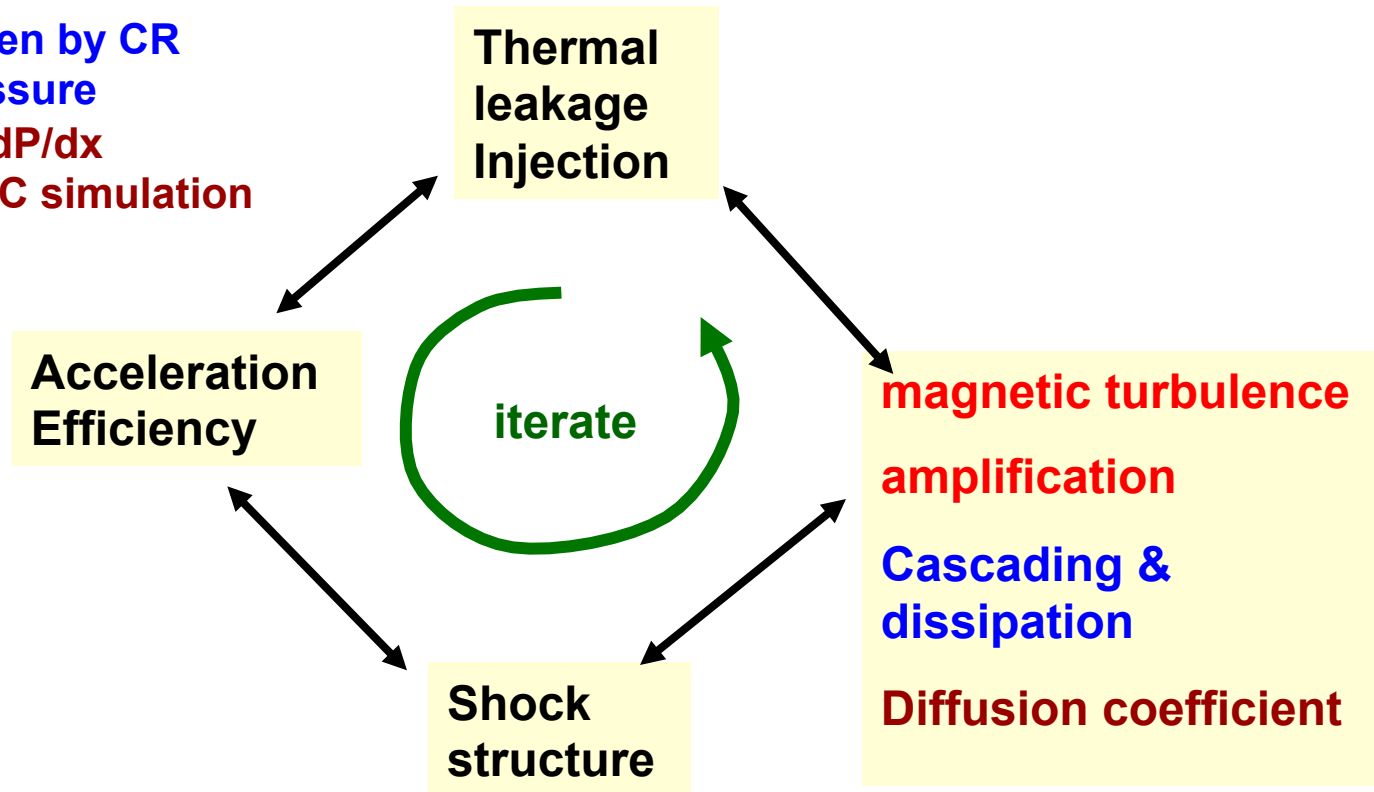 en by CR
ssure
dP/dx
C simulation
Thermal
leakage
Injection
Acceleration
Efficiency
iterate
magnetic turbulence
amplification
Cascading &
dissipation
Diffusion coefficient
Shock
structure